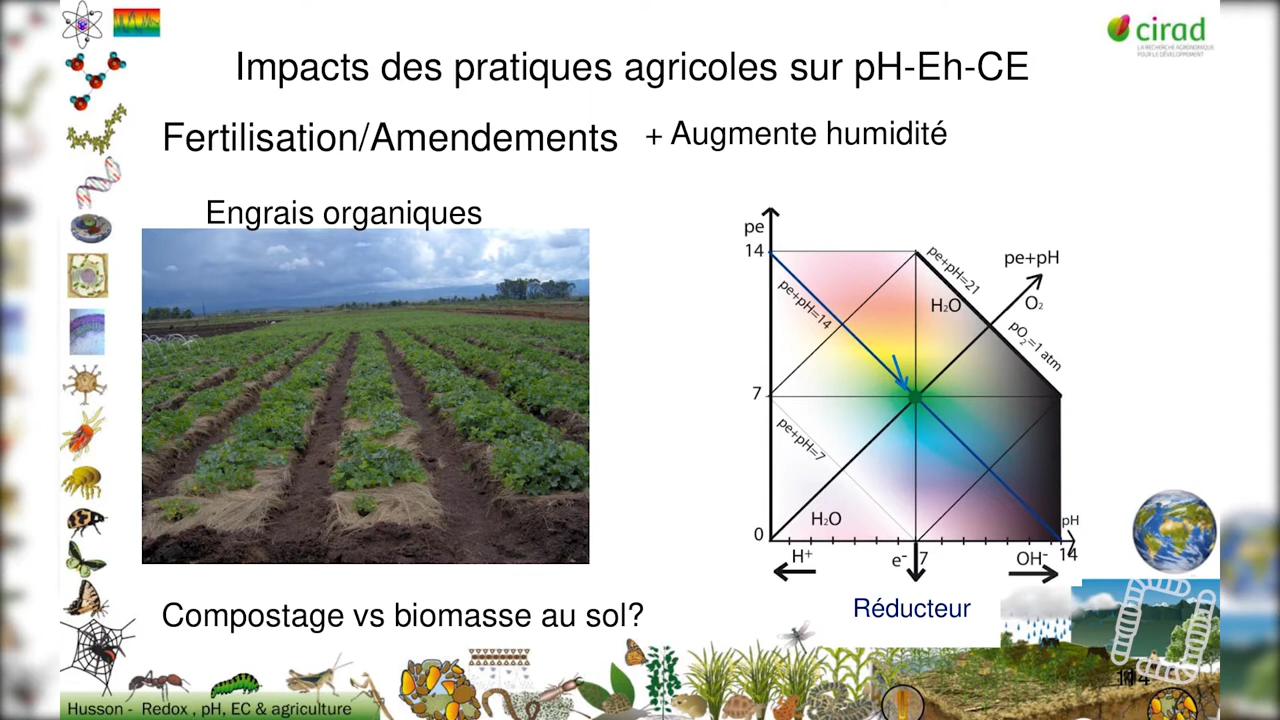 cirad
LA RECHERCHE AGRONOMIQUE
POUR LE DÉVELOPPEMENT
Impacts des pratiques agricoles sur pH-Eh-CE
Fertilisation/Amendements + Augmente humidité
Engrais organiques
pe
14
pe+pH=21
pe+pH
H₂O
O₂
pe+pH=14
pO₂=1 atm
7
pe+pH=7
H₂O
pH
0
H⁺
e⁻
7
OH⁻
14
Réducteur
Compostage vs biomasse au sol?
Husson - Redox , pH, EC & agriculture